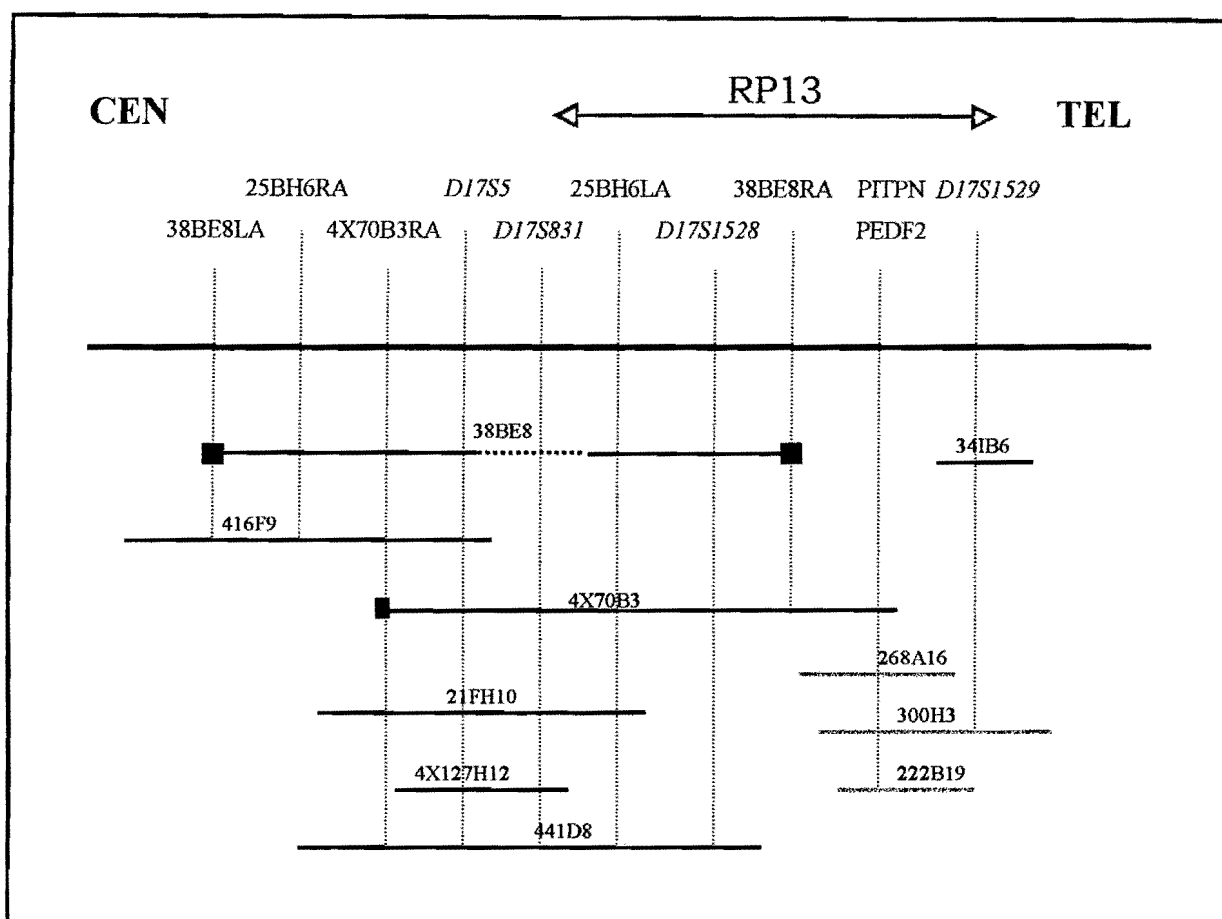 RP13
CEN TEL
25BH6RA D17S5 25BH6LA 38BE8RA PITPN D17S1529
38BE8LA 4X70B3RA D17S831 D17S1528 PEDF2
38BE8
34IB6
416F9
4X70B3
268A16
21FH10
300H3
4X127H12
222B19
441D8